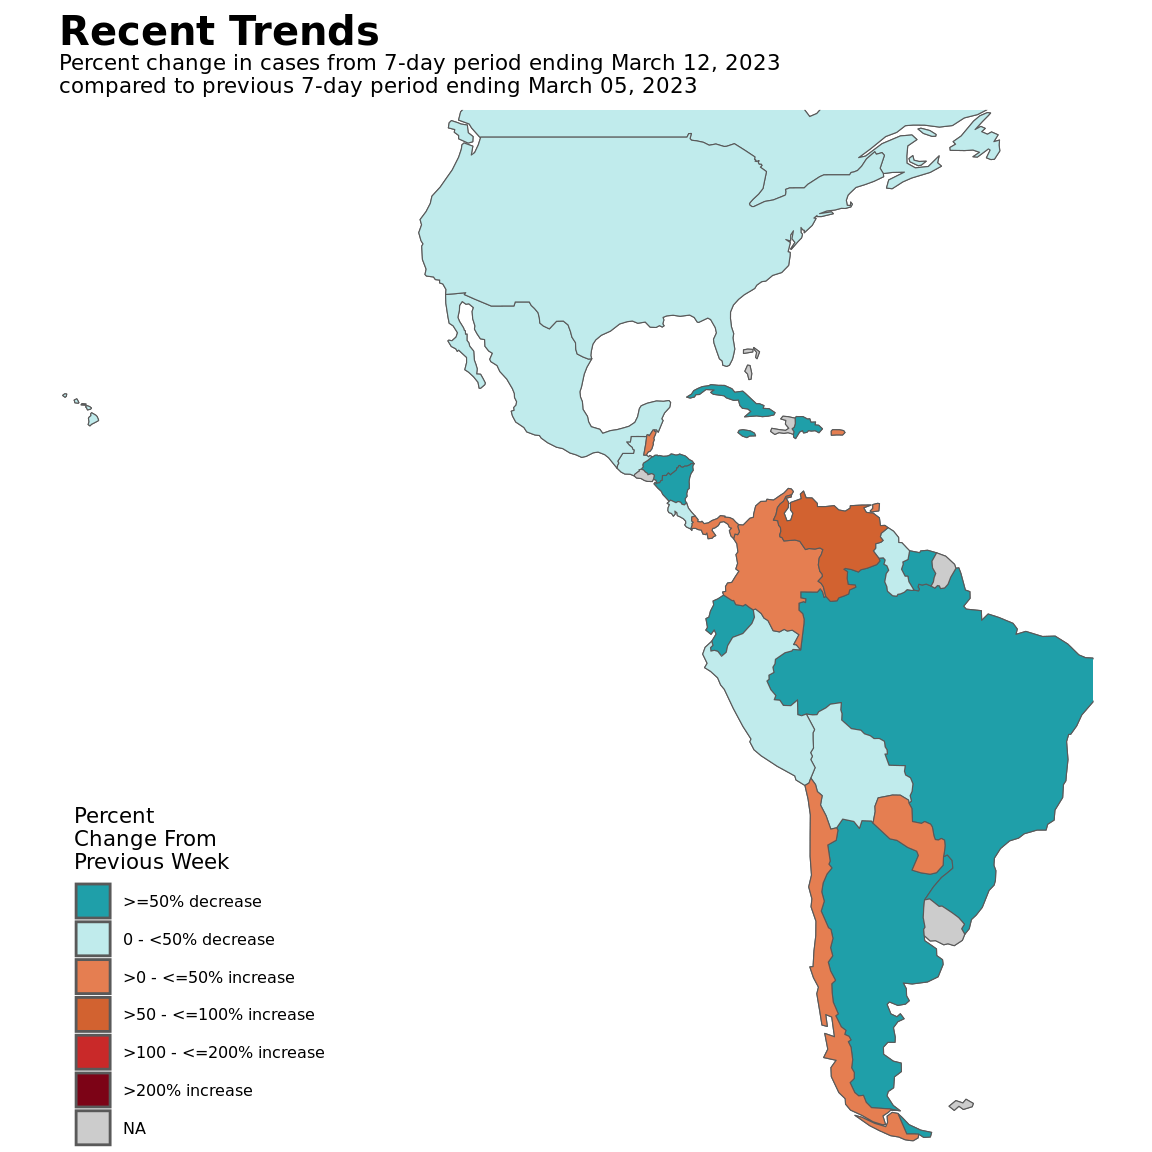 Recent Trends
Percent change in cases from 7-day period ending March 12, 2023
compared to previous 7-day period ending March 05, 2023
Percent
Change From
Previous Week
>=50% decrease
0 - <50% decrease
>0 - <=50% increase
>50 - <=100% increase
>100 - <=200% increase
>200% increase
NA